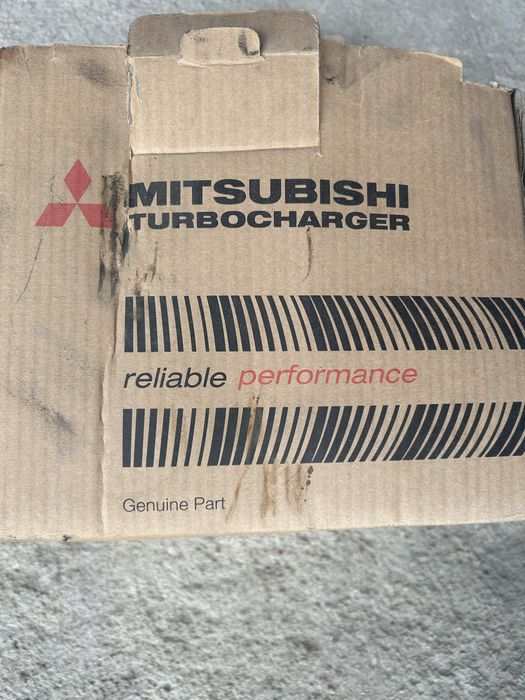 MITSUBISHI
TURBOCHARGER
reliable performance
Genuine Part